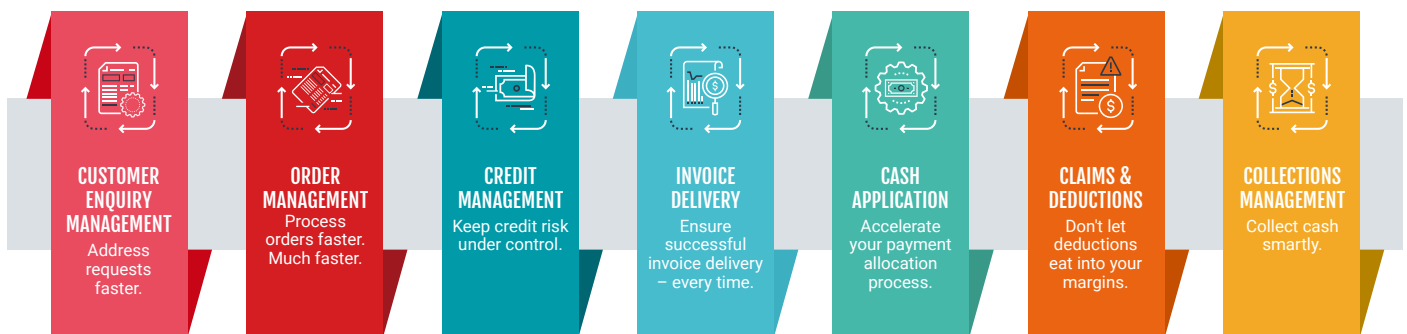 CUSTOMER
ENQUIRY
MANAGEMENT
Address
requests
faster.
ORDER
MANAGEMENT
Process
orders faster.
Much faster.
CREDIT
MANAGEMENT
Keep credit risk
under control.
INVOICE
DELIVERY
Ensure
successful
invoice delivery
– every time.
CASH
APPLICATION
Accelerate
your payment
allocation
process.
CLAIMS &
DEDUCTIONS
Don't let
deductions
eat into your
margins.
COLLECTIONS
MANAGEMENT
Collect cash
smartly.